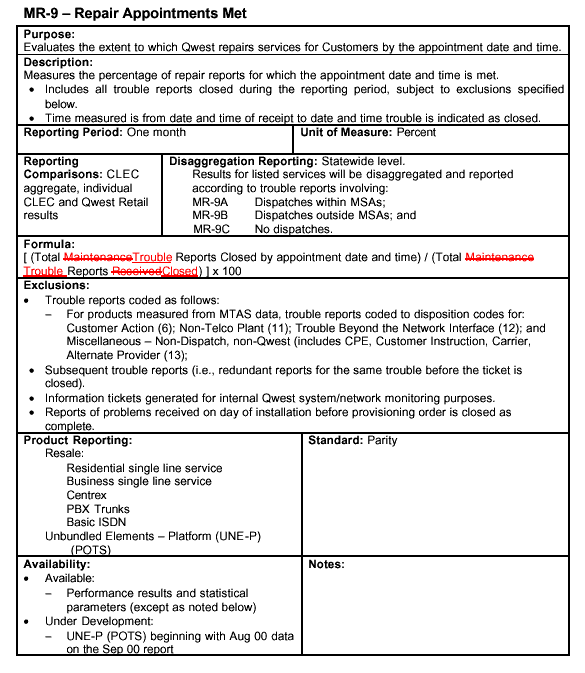 MR-9 – Repair Appointments Met
Purpose:
Evaluates the extent to which Qwest repairs services for Customers by the appointment date and time.
Description:
Measures the percentage of repair reports for which the appointment date and time is met.
• Includes all trouble reports closed during the reporting period, subject to exclusions specified
below.
• Time measured is from date and time of receipt to date and time trouble is indicated as closed.
Reporting Period: One month
Unit of Measure: Percent
Reporting
Comparisons: CLEC
aggregate, individual
CLEC and Qwest Retail
results
Disaggregation Reporting: Statewide level.
Results for listed services will be disaggregated and reported
according to trouble reports involving:
MR-9A Dispatches within MSAs;
MR-9B Dispatches outside MSAs; and
MR-9C No dispatches.
Formula:
[ (Total MaintenanceTrouble Reports Closed by appointment date and time) / (Total Maintenance
Trouble Reports ReceivedClosed) ] x 100
Exclusions:
• Trouble reports coded as follows:
– For products measured from MTAS data, trouble reports coded to disposition codes for:
Customer Action (6); Non-Telco Plant (11); Trouble Beyond the Network Interface (12); and
Miscellaneous – Non-Dispatch, non-Qwest (includes CPE, Customer Instruction, Carrier,
Alternate Provider (13);
• Subsequent trouble reports (i.e., redundant reports for the same trouble before the ticket is
closed).
• Information tickets generated for internal Qwest system/network monitoring purposes.
• Reports of problems received on day of installation before provisioning order is closed as
complete.
Product Reporting:
Resale:
Residential single line service
Business single line service
Centrex
PBX Trunks
Basic ISDN
Unbundled Elements – Platform (UNE-P)
(POTS)
Standard: Parity
Availability:
• Available:
– Performance results and statistical
parameters (except as noted below)
• Under Development:
– UNE-P (POTS) beginning with Aug 00 data
on the Sep 00 report
Notes: